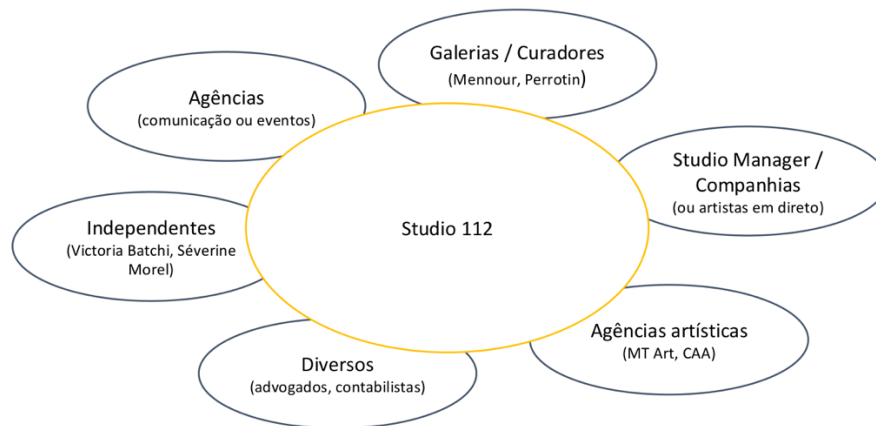 Galerias / Curadores
(Mennour, Perrotin)
Agências
(comunicação ou eventos)
Studio Manager /
Companhias
(ou artistas em direto)
Independentes
(Victoria Batchi, Séverine
Morel)
Studio 112
Agências artísticas
(MT Art, CAA)
Diversos
(advogados, contabilistas)